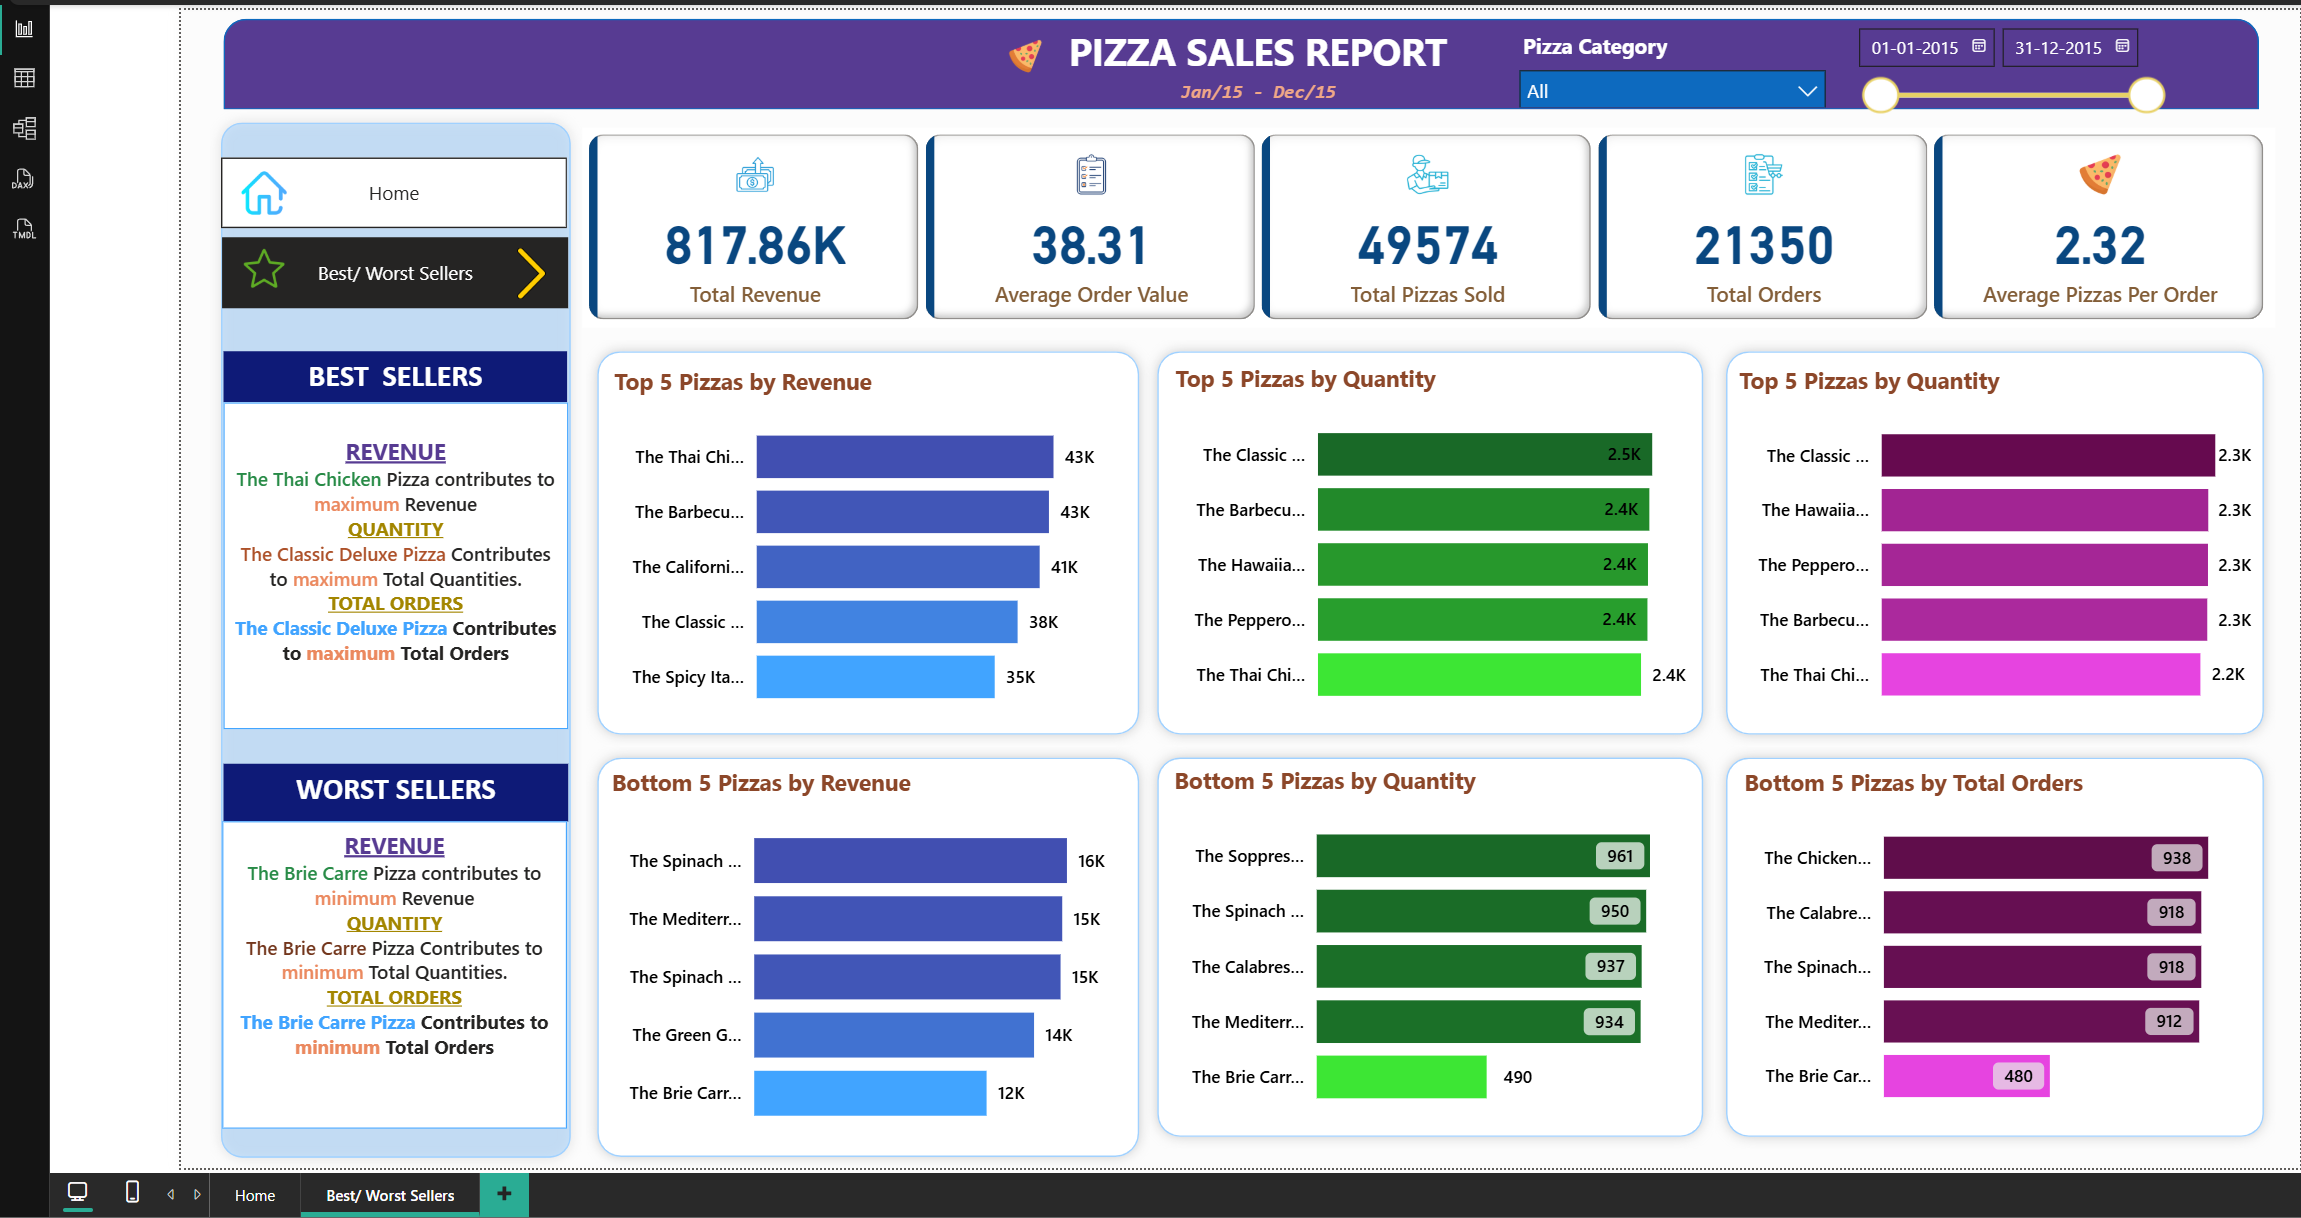 PIZZA SALES REPORT
Jan/15 - Dec/15
Pizza Category
All
01-01-2015
31-12-2015
DAX
TMDL
Home
Best/ Worst Sellers
817.86K
Total Revenue
38.31
Average Order Value
49574
Total Pizzas Sold
21350
Total Orders
2.32
Average Pizzas Per Order
BEST SELLERS
REVENUE
The Thai Chicken Pizza contributes to
maximum Revenue
QUANTITY
The Classic Deluxe Pizza Contributes
to maximum Total Quantities.
TOTAL ORDERS
The Classic Deluxe Pizza Contributes
to maximum Total Orders
WORST SELLERS
REVENUE
The Brie Carre Pizza contributes to
minimum Revenue
QUANTITY
The Brie Carre Pizza Contributes to
minimum Total Quantities.
TOTAL ORDERS
The Brie Carre Pizza Contributes to
minimum Total Orders
Top 5 Pizzas by Revenue
The Thai Chi... 43K
The Barbecu... 43K
The Californi... 41K
The Classic ... 38K
The Spicy Ita... 35K
Top 5 Pizzas by Quantity
The Classic ... 2.5K
The Barbecu... 2.4K
The Hawaiia... 2.4K
The Peppero... 2.4K
The Thai Chi... 2.4K
Top 5 Pizzas by Quantity
The Classic ... 2.3K
The Hawaiia... 2.3K
The Peppero... 2.3K
The Barbecu... 2.3K
The Thai Chi... 2.2K
Bottom 5 Pizzas by Revenue
The Spinach ... 16K
The Mediterr... 15K
The Spinach ... 15K
The Green G... 14K
The Brie Carr... 12K
Bottom 5 Pizzas by Quantity
The Soppres... 961
The Spinach ... 950
The Calabres... 937
The Mediterr... 934
The Brie Carr... 490
Bottom 5 Pizzas by Total Orders
The Chicken... 938
The Calabre... 918
The Spinach... 918
The Mediter... 912
The Brie Car... 480
Home
Best/ Worst Sellers